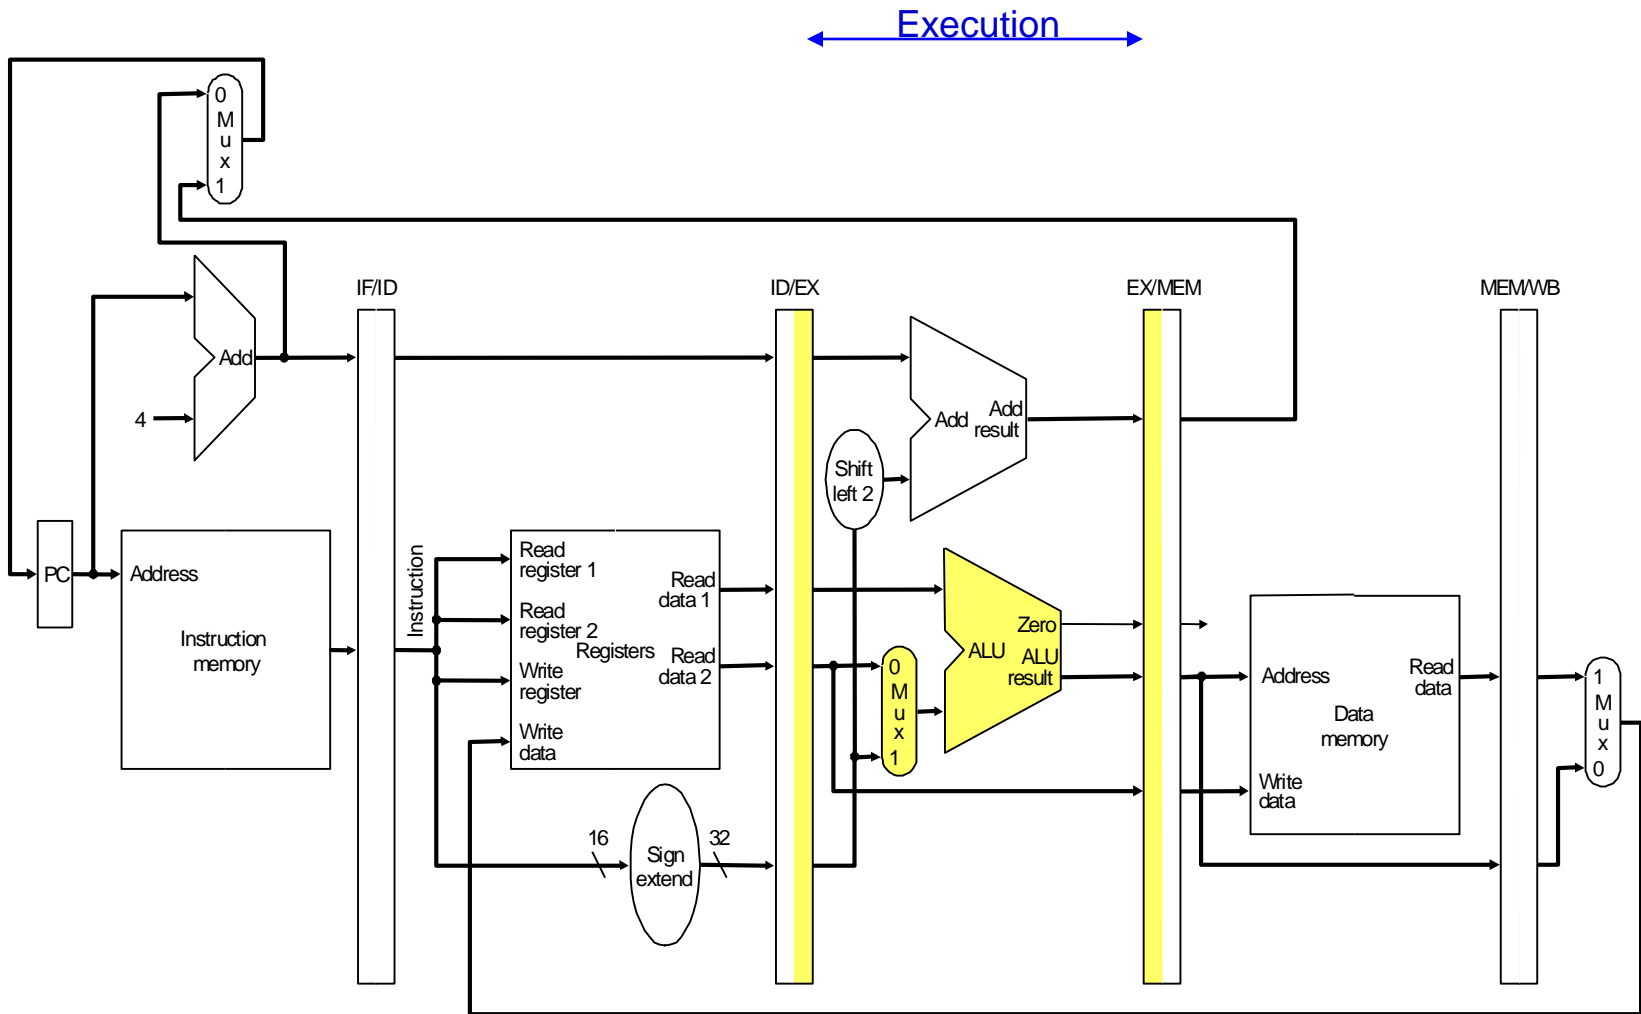 Execution
0
M
u
x
1
Add
4
PC
Address
Instruction
memory
IF/ID
Instruction
Read
register 1
Read
register 2
Registers
Write
register
Write
data
Read
data 1
Read
data 2
16
Sign
extend
32
ID/EX
Shift
left 2
Add
Add
result
0
M
u
x
1
Zero
ALU
ALU
result
EX/MEM
Address
Read
data
Data
memory
Write
data
MEM/WB
1
M
u
x
0